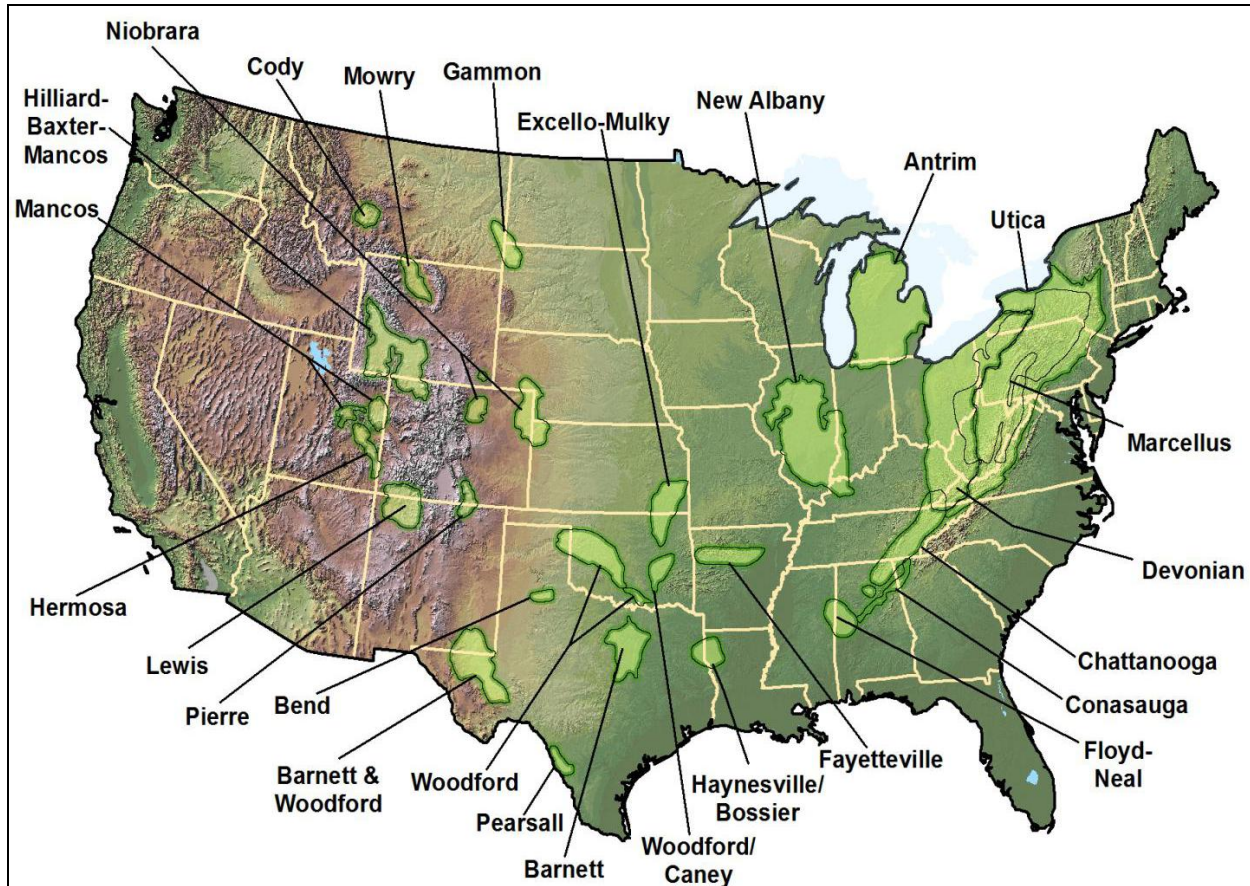 Niobrara
Cody
Mowry
Gammon
Hilliard-
Baxter-
Mancos
Excello-Mulky
New Albany
Antrim
Mancos
Utica
Marcellus
Devonian
Hermosa
Lewis
Chattanooga
Bend
Pierre
Conasauga
Floyd-
Neal
Fayetteville
Barnett &
Woodford
Woodford
Haynesville/
Bossier
Pearsall
Woodford/
Caney
Barnett